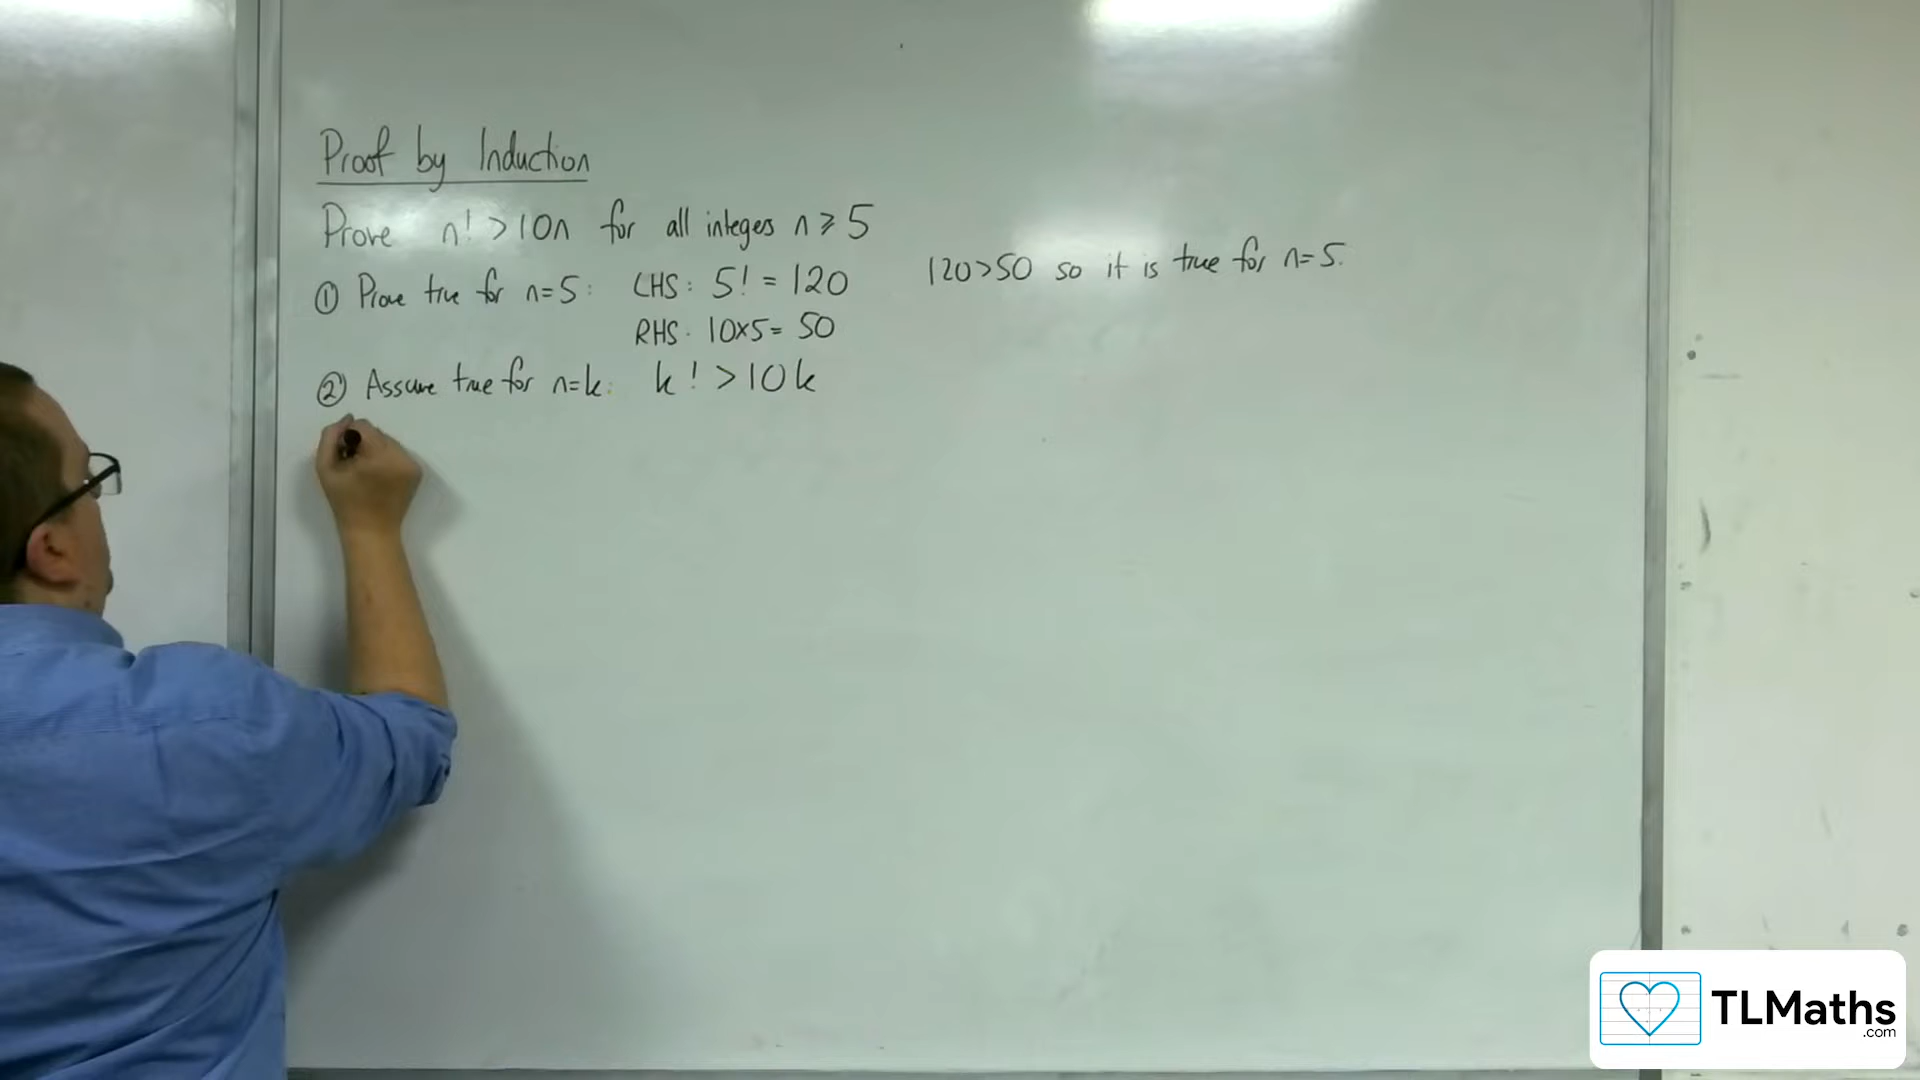 Proof by Induction
Prove n! > 10n for all integers n ⩾ 5
① Prove true for n=5: LHS: 5! = 120
RHS: 10×5 = 50
120>50 so it is true for n=5.
② Assume true for n=k: k! > 10k
TLMaths
.com